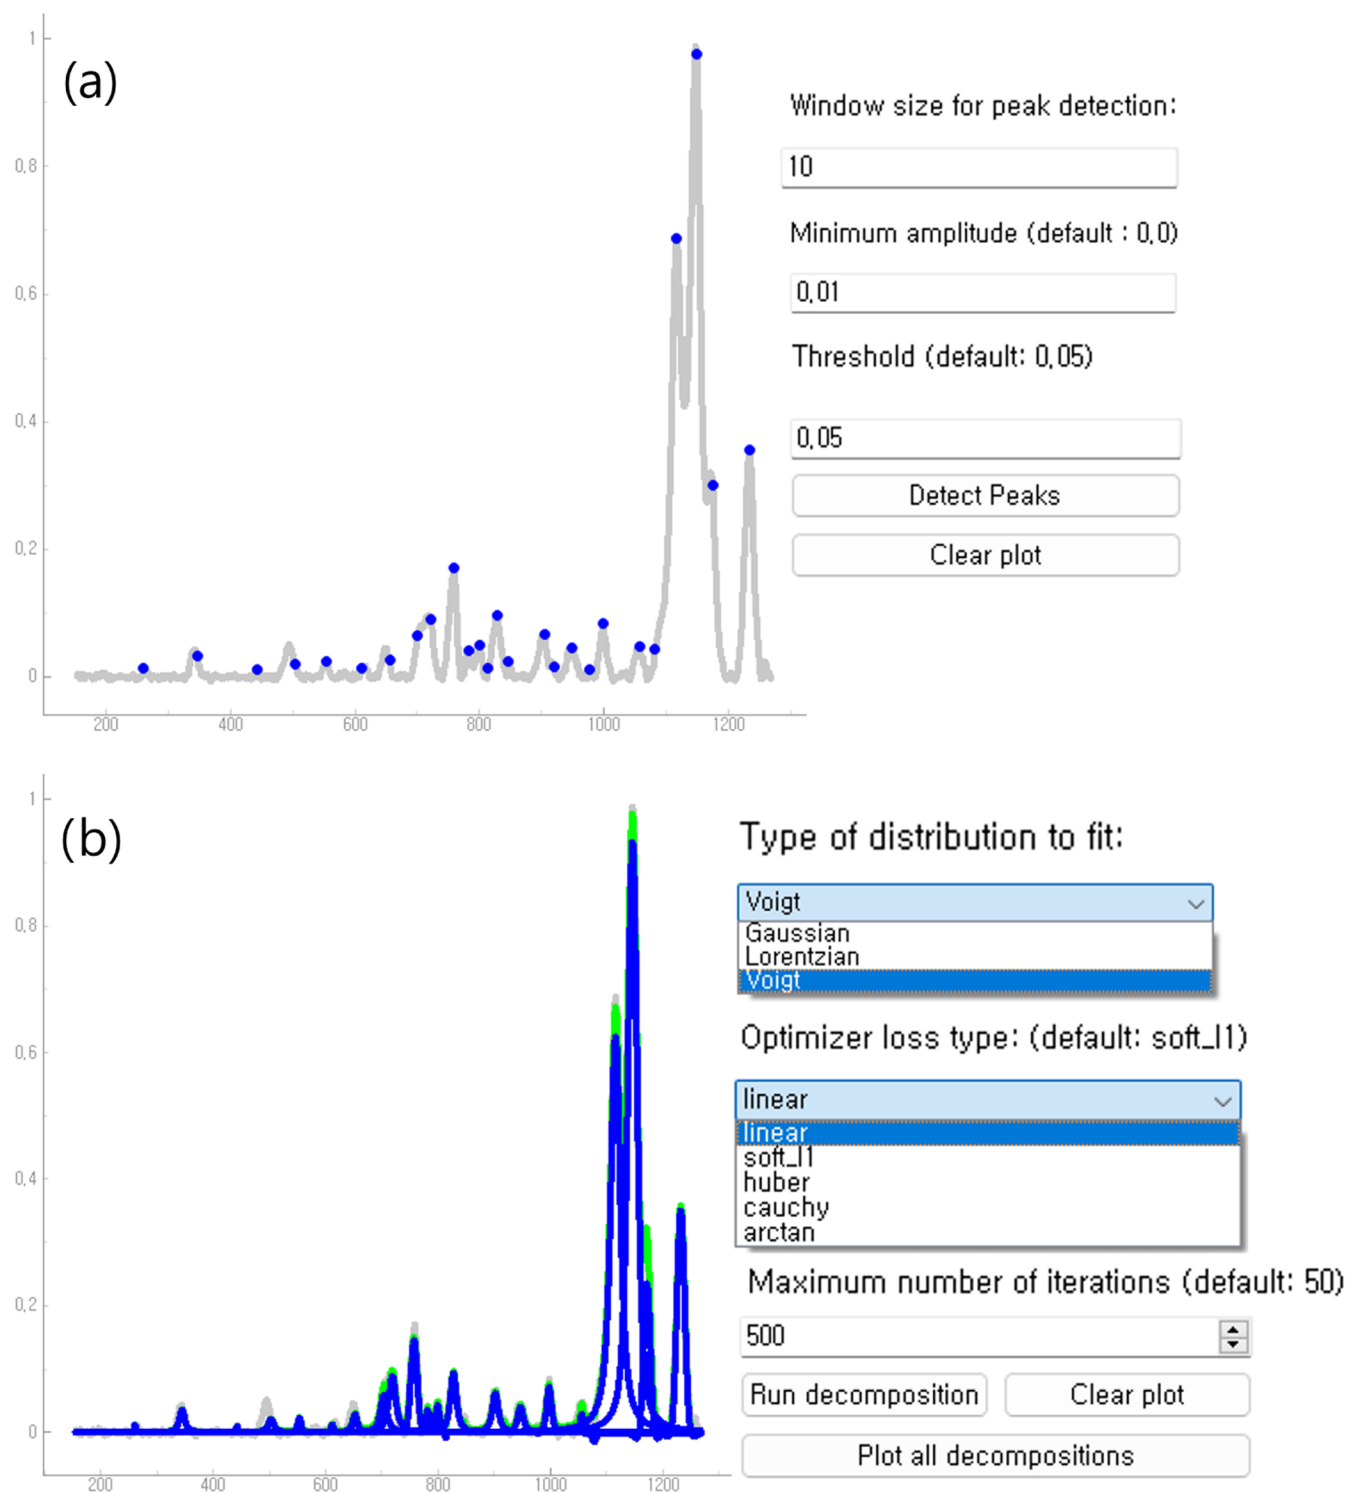 (a)
1
0,8
0,6
0,4
0,2
0
200 400 600 800 1000 1200
Window size for peak detection:
10
Minimum amplitude (default : 0,0)
0,01
Threshold (default: 0,05)
0,05
Detect Peaks
Clear plot
(b)
1
0,8
0,6
0,4
0,2
0
200 400 600 800 1000 1200
Type of distribution to fit:
Voigt
Gaussian
Lorentzian
Voigt
Optimizer loss type: (default: soft_l1)
linear
linear
soft_l1
huber
cauchy
arctan
Maximum number of iterations (default: 50)
500
Run decomposition Clear plot
Plot all decompositions